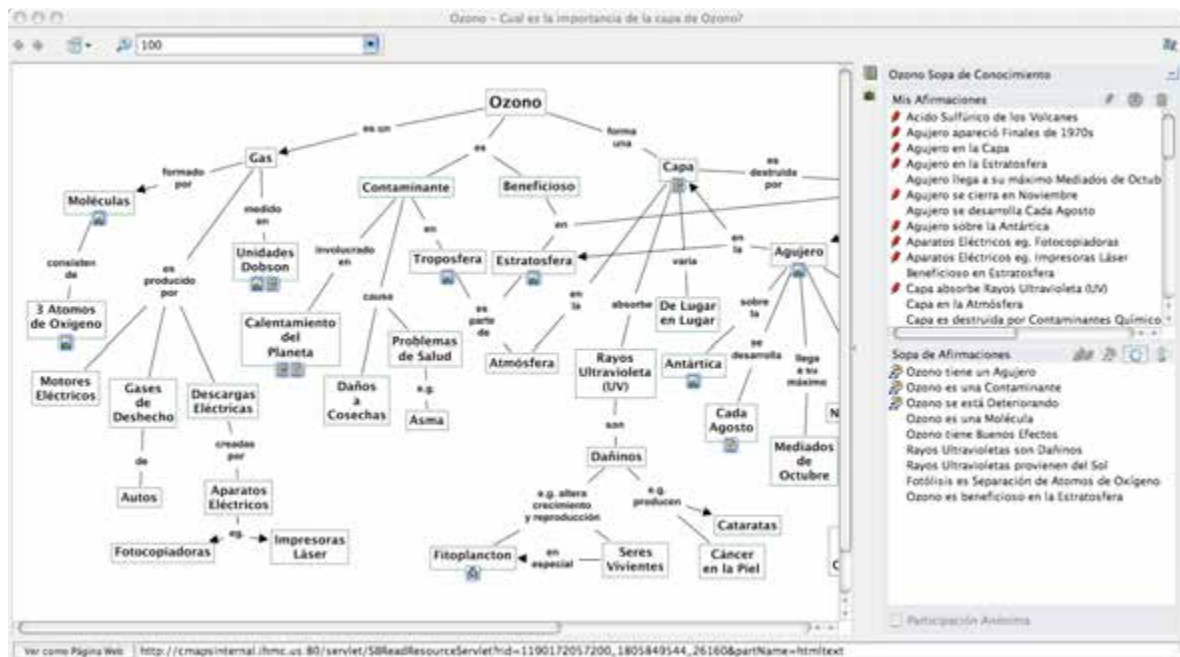 Ozono - Cual es la importancia de la capa de Ozono?
100
Ozono
es un
es
forma
una
Gas
Capa
es
destruida
por
formado
por
Moléculas
Contaminante
Beneficioso
medido
en
Unidades
Dobson
involucrado
en
en
Troposfera
en
Estratosfera
en
la
varia
Agujero
consisten
de
es
producido
por
causa
es
parte
de
en
la
absorbe
De Lugar
en Lugar
sobre
la
3 Atomos
de Oxigeno
Calentamiento
del
Planeta
Problemas
de Salud
Atmósfera
Rayos
Ultravioleta
(UV)
Antártica
se
desarrolla
llega
a su
máximo
Motores
Eléctricos
Gases
de
Deshecho
Descargas
Eléctricas
Daños
a
Cosechas
e.g.
Asma
son
Cada
Agosto
N
creadas
por
Dañinos
Mediados
de
Octubre
de
Autos
Aparatos
Eléctricos
e.g. altera
crecimiento
y reproducción
e.g.
producen
Cataratas
eg.
Fotocopiadoras
Impresoras
Láser
Fitoplancton
en
especial
Seres
Vivientes
Cáncer
en la Piel
C
Ozono Sopa de Conocimiento
Mis Afirmaciones
Acido Sulfúrico de los Volcanes
Agujero apareció Finales de 1970s
Agujero en la Capa
Agujero en la Estratosfera
Agujero llega a su máximo Mediados de Octub
Agujero se cierra en Noviembre
Agujero se desarrolla Cada Agosto
Agujero sobre la Antártica
Aparatos Eléctricos eg. Fotocopiadoras
Aparatos Eléctricos eg. Impresoras Láser
Beneficioso en Estratosfera
Capa absorbe Rayos Ultravioleta (UV)
Capa en la Atmósfera
Capa es destruida por Contaminantes Químico
Sopa de Afirmaciones
Ozono tiene un Agujero
Ozono es una Contaminante
Ozono se está Deteriorando
Ozono es una Molécula
Ozono tiene Buenos Efectos
Rayos Ultravioletas son Dañinos
Rayos Ultravioletas provienen del Sol
Fotólisis es Separación de Atomos de Oxígeno
Ozono es beneficioso en la Estratosfera
Participación Anónima
Ver como Página Web
http://cmapsinternal.ihmc.us:80/servlet/SBReadResourceServlet?rid=1190172057200_1805849544_26160&partName=htmltext